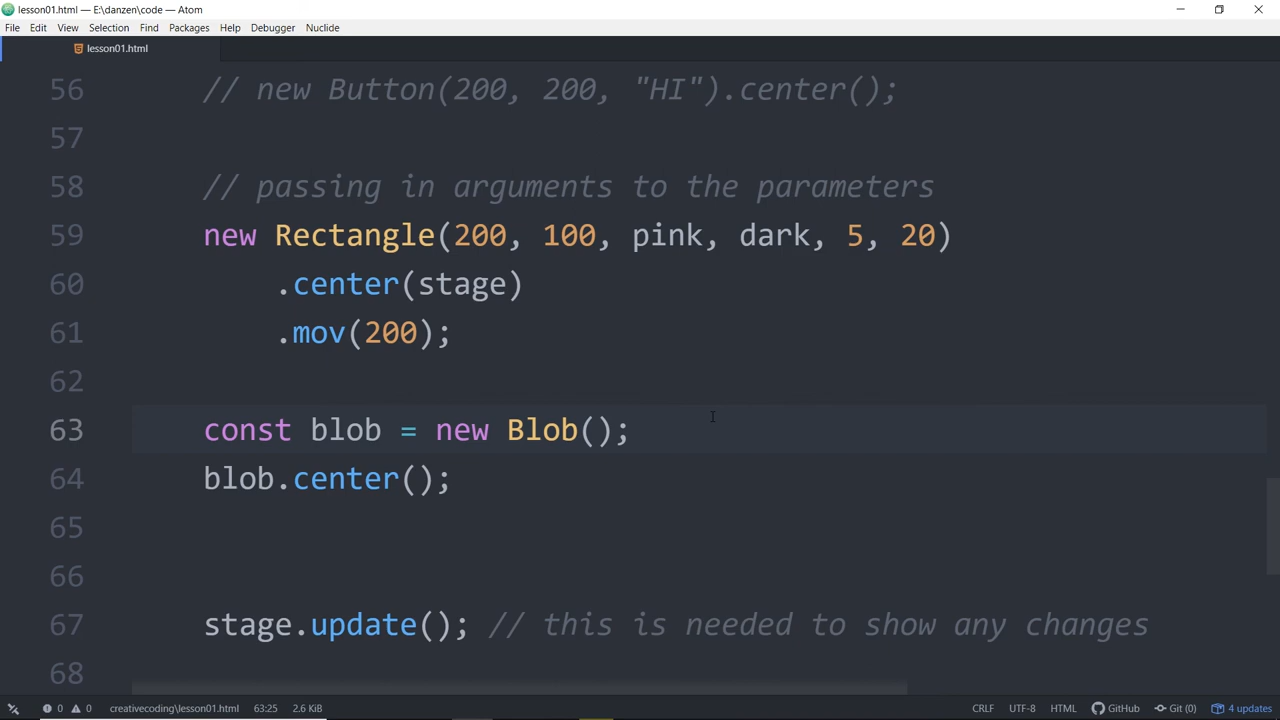 lesson01.html — E:\danzen\code — Atom
File Edit View Selection Find Packages Help Debugger Nuclide
lesson01.html
56 // new Button(200, 200, "HI").center();
57
58 // passing in arguments to the parameters
59 new Rectangle(200, 100, pink, dark, 5, 20)
60 .center(stage)
61 .mov(200);
62
63 const blob = new Blob();
64 blob.center();
65
66
67 stage.update(); // this is needed to show any changes
68
0 0 creativecoding\lesson01.html 63:25 2.6 KiB CRLF UTF-8 HTML GitHub Git (0) 4 updates